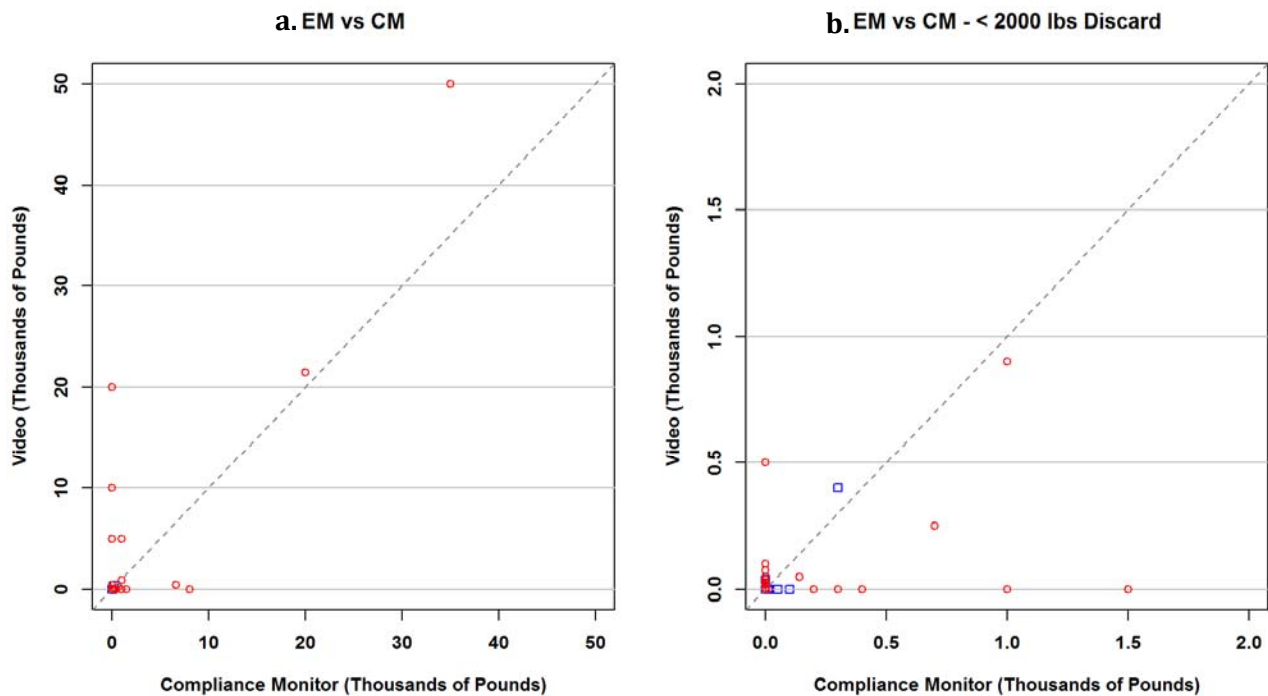 a. EM vs CM
50
40
30
20
10
0
Video (Thousands of Pounds)
0 10 20 30 40 50
Compliance Monitor (Thousands of Pounds)
b. EM vs CM - < 2000 lbs Discard
2.0
1.5
1.0
0.5
0.0
Video (Thousands of Pounds)
0.0 0.5 1.0 1.5 2.0
Compliance Monitor (Thousands of Pounds)